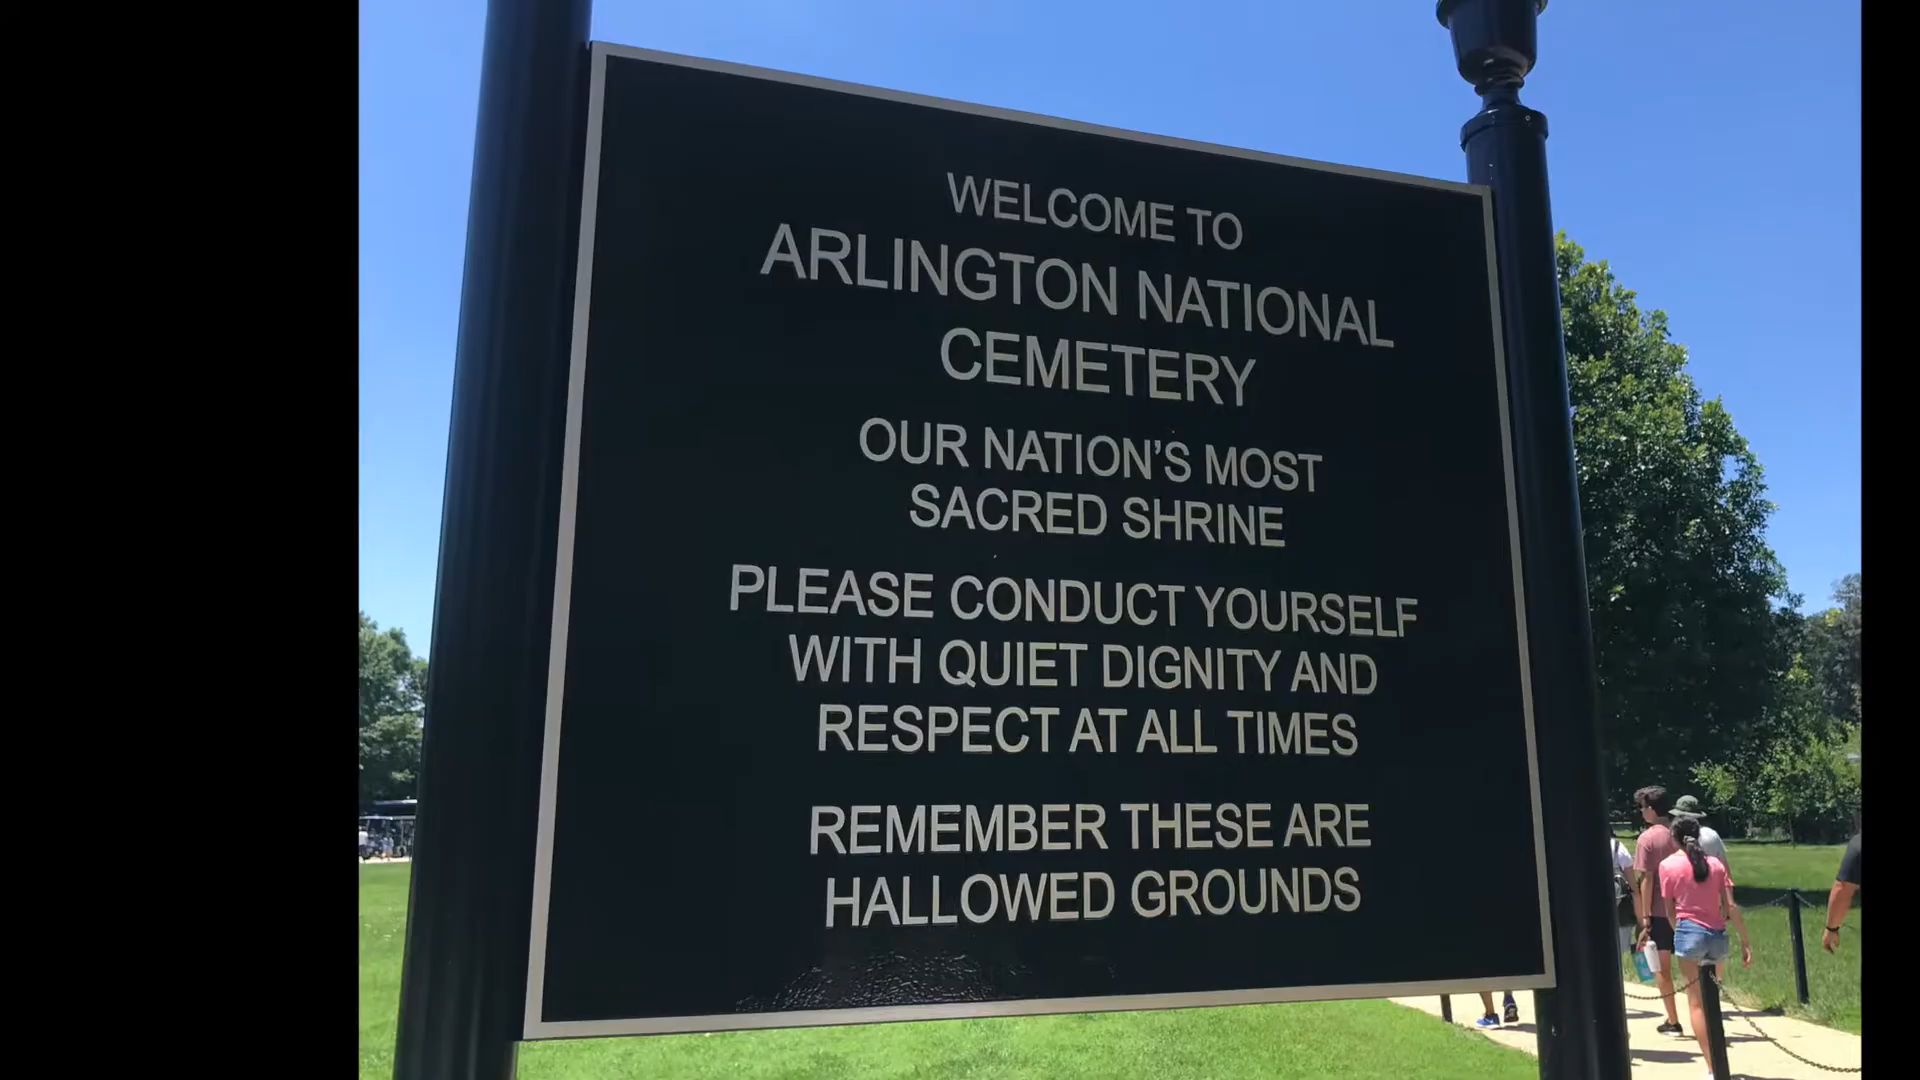 WELCOME TO
ARLINGTON NATIONAL
CEMETERY
OUR NATION’S MOST
SACRED SHRINE
PLEASE CONDUCT YOURSELF
WITH QUIET DIGNITY AND
RESPECT AT ALL TIMES
REMEMBER THESE ARE
HALLOWED GROUNDS